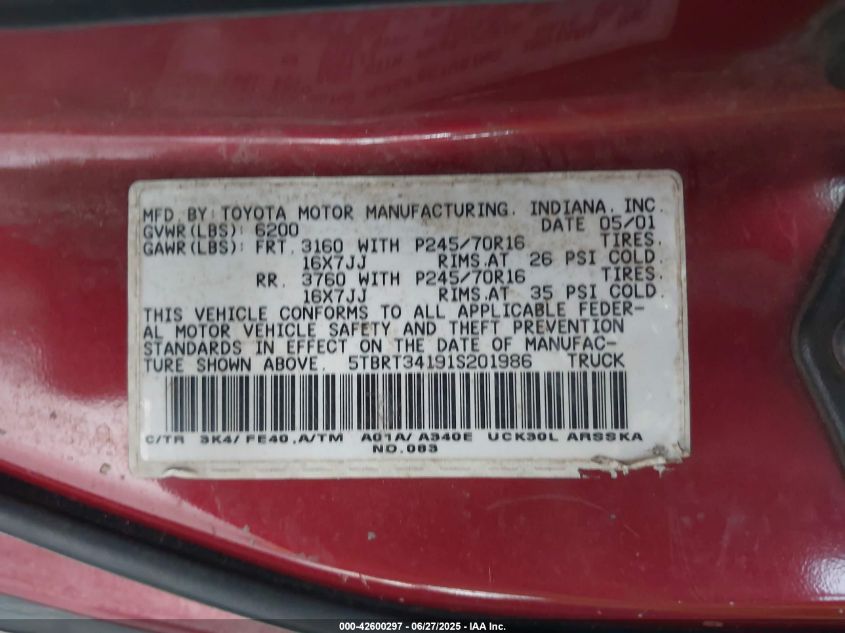 MFD. BY: TOYOTA MOTOR MANUFACTURING, INDIANA, INC.
GVWR(LBS): 6200 DATE 05/01
GAWR(LBS): FRT. 3160 WITH P245/70R16 TIRES.
16X7JJ RIMS.AT 26 PSI COLD.
RR. 3760 WITH P245/70R16 TIRES.
16X7JJ RIMS.AT 35 PSI COLD.
THIS VEHICLE CONFORMS TO ALL APPLICABLE FEDER-
AL MOTOR VEHICLE SAFETY AND THEFT PREVENTION
STANDARDS IN EFFECT ON THE DATE OF MANUFAC-
TURE SHOWN ABOVE. 5TBRT34191S201986 TRUCK
C/TR 3K4/FE40,A/TM A01A/A340E UCK30L ARSSKA
NO.083
000-42600297 - 06/27/2025 - IAA Inc.